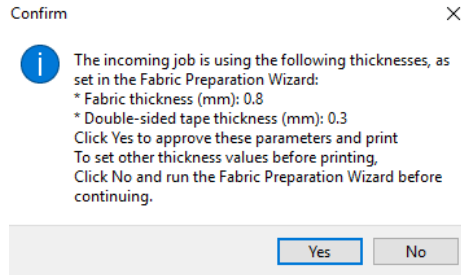 Confirm
The incoming job is using the following thicknesses, as
set in the Fabric Preparation Wizard:
* Fabric thickness (mm): 0.8
* Double-sided tape thickness (mm): 0.3
Click Yes to approve these parameters and print
To set other thickness values before printing,
Click No and run the Fabric Preparation Wizard before
continuing.
Yes No